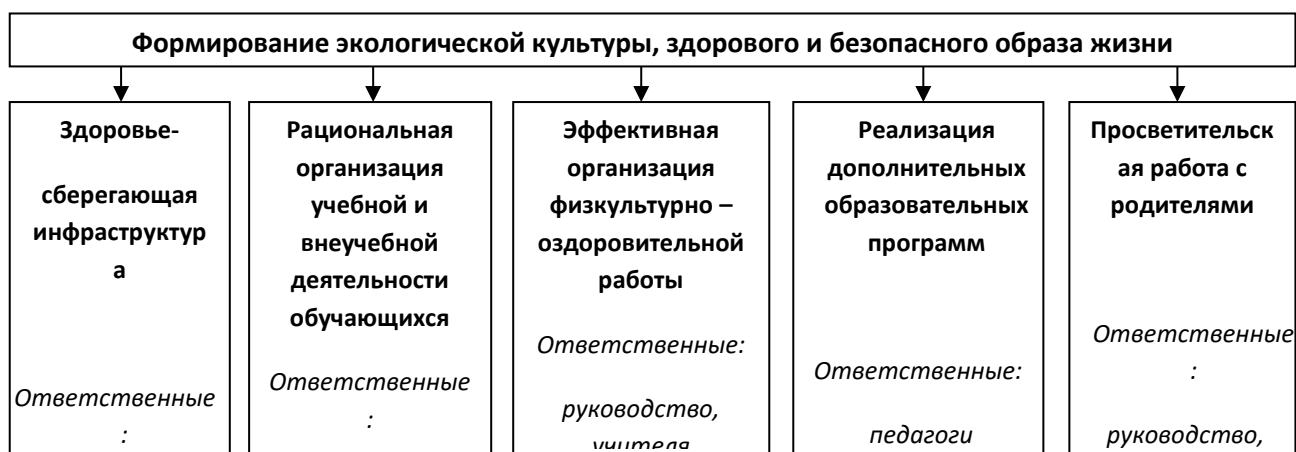 Формирование экологической культуры, здорового и безопасного образа жизни
Здоровье-
сберегающая
инфраструктур
а
Ответственные
:
Рациональная
организация
учебной и
внеучебной
деятельности
обучающихся
Ответственные
:
Эффективная
организация
физкультурно –
оздоровительной
работы
Ответственные:
руководство,
учителя
Реализация
дополнительных
образовательных
программ
Ответственные:
педагоги
Просветительск
ая работа с
родителями
Ответственные
:
руководство,